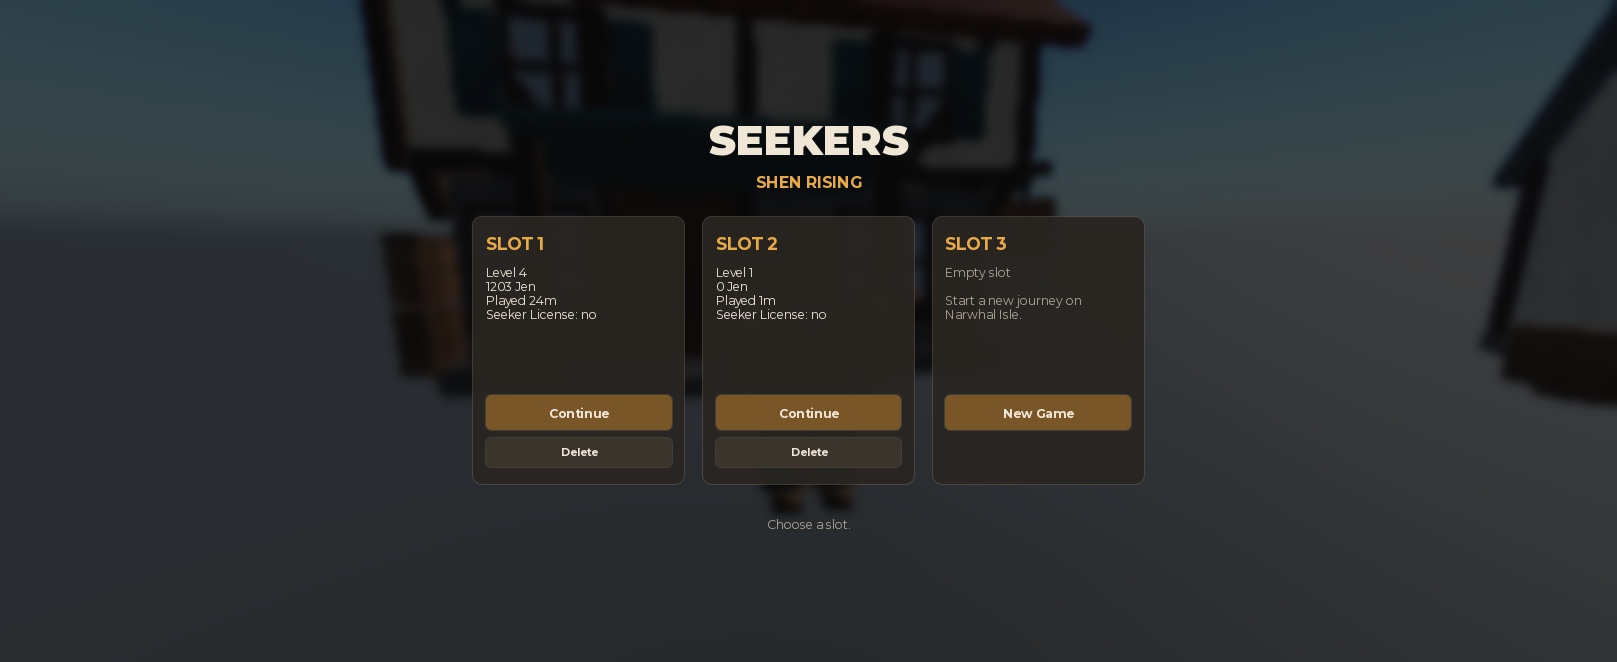 SEEKERS
SHEN RISING
SLOT 1
Level 4
1203 Jen
Played 24m
Seeker License: no
Continue
Delete
SLOT 2
Level 1
0 Jen
Played 1m
Seeker License: no
Continue
Delete
SLOT 3
Empty slot
Start a new journey on
Narwhal Isle.
New Game
Choose a slot.